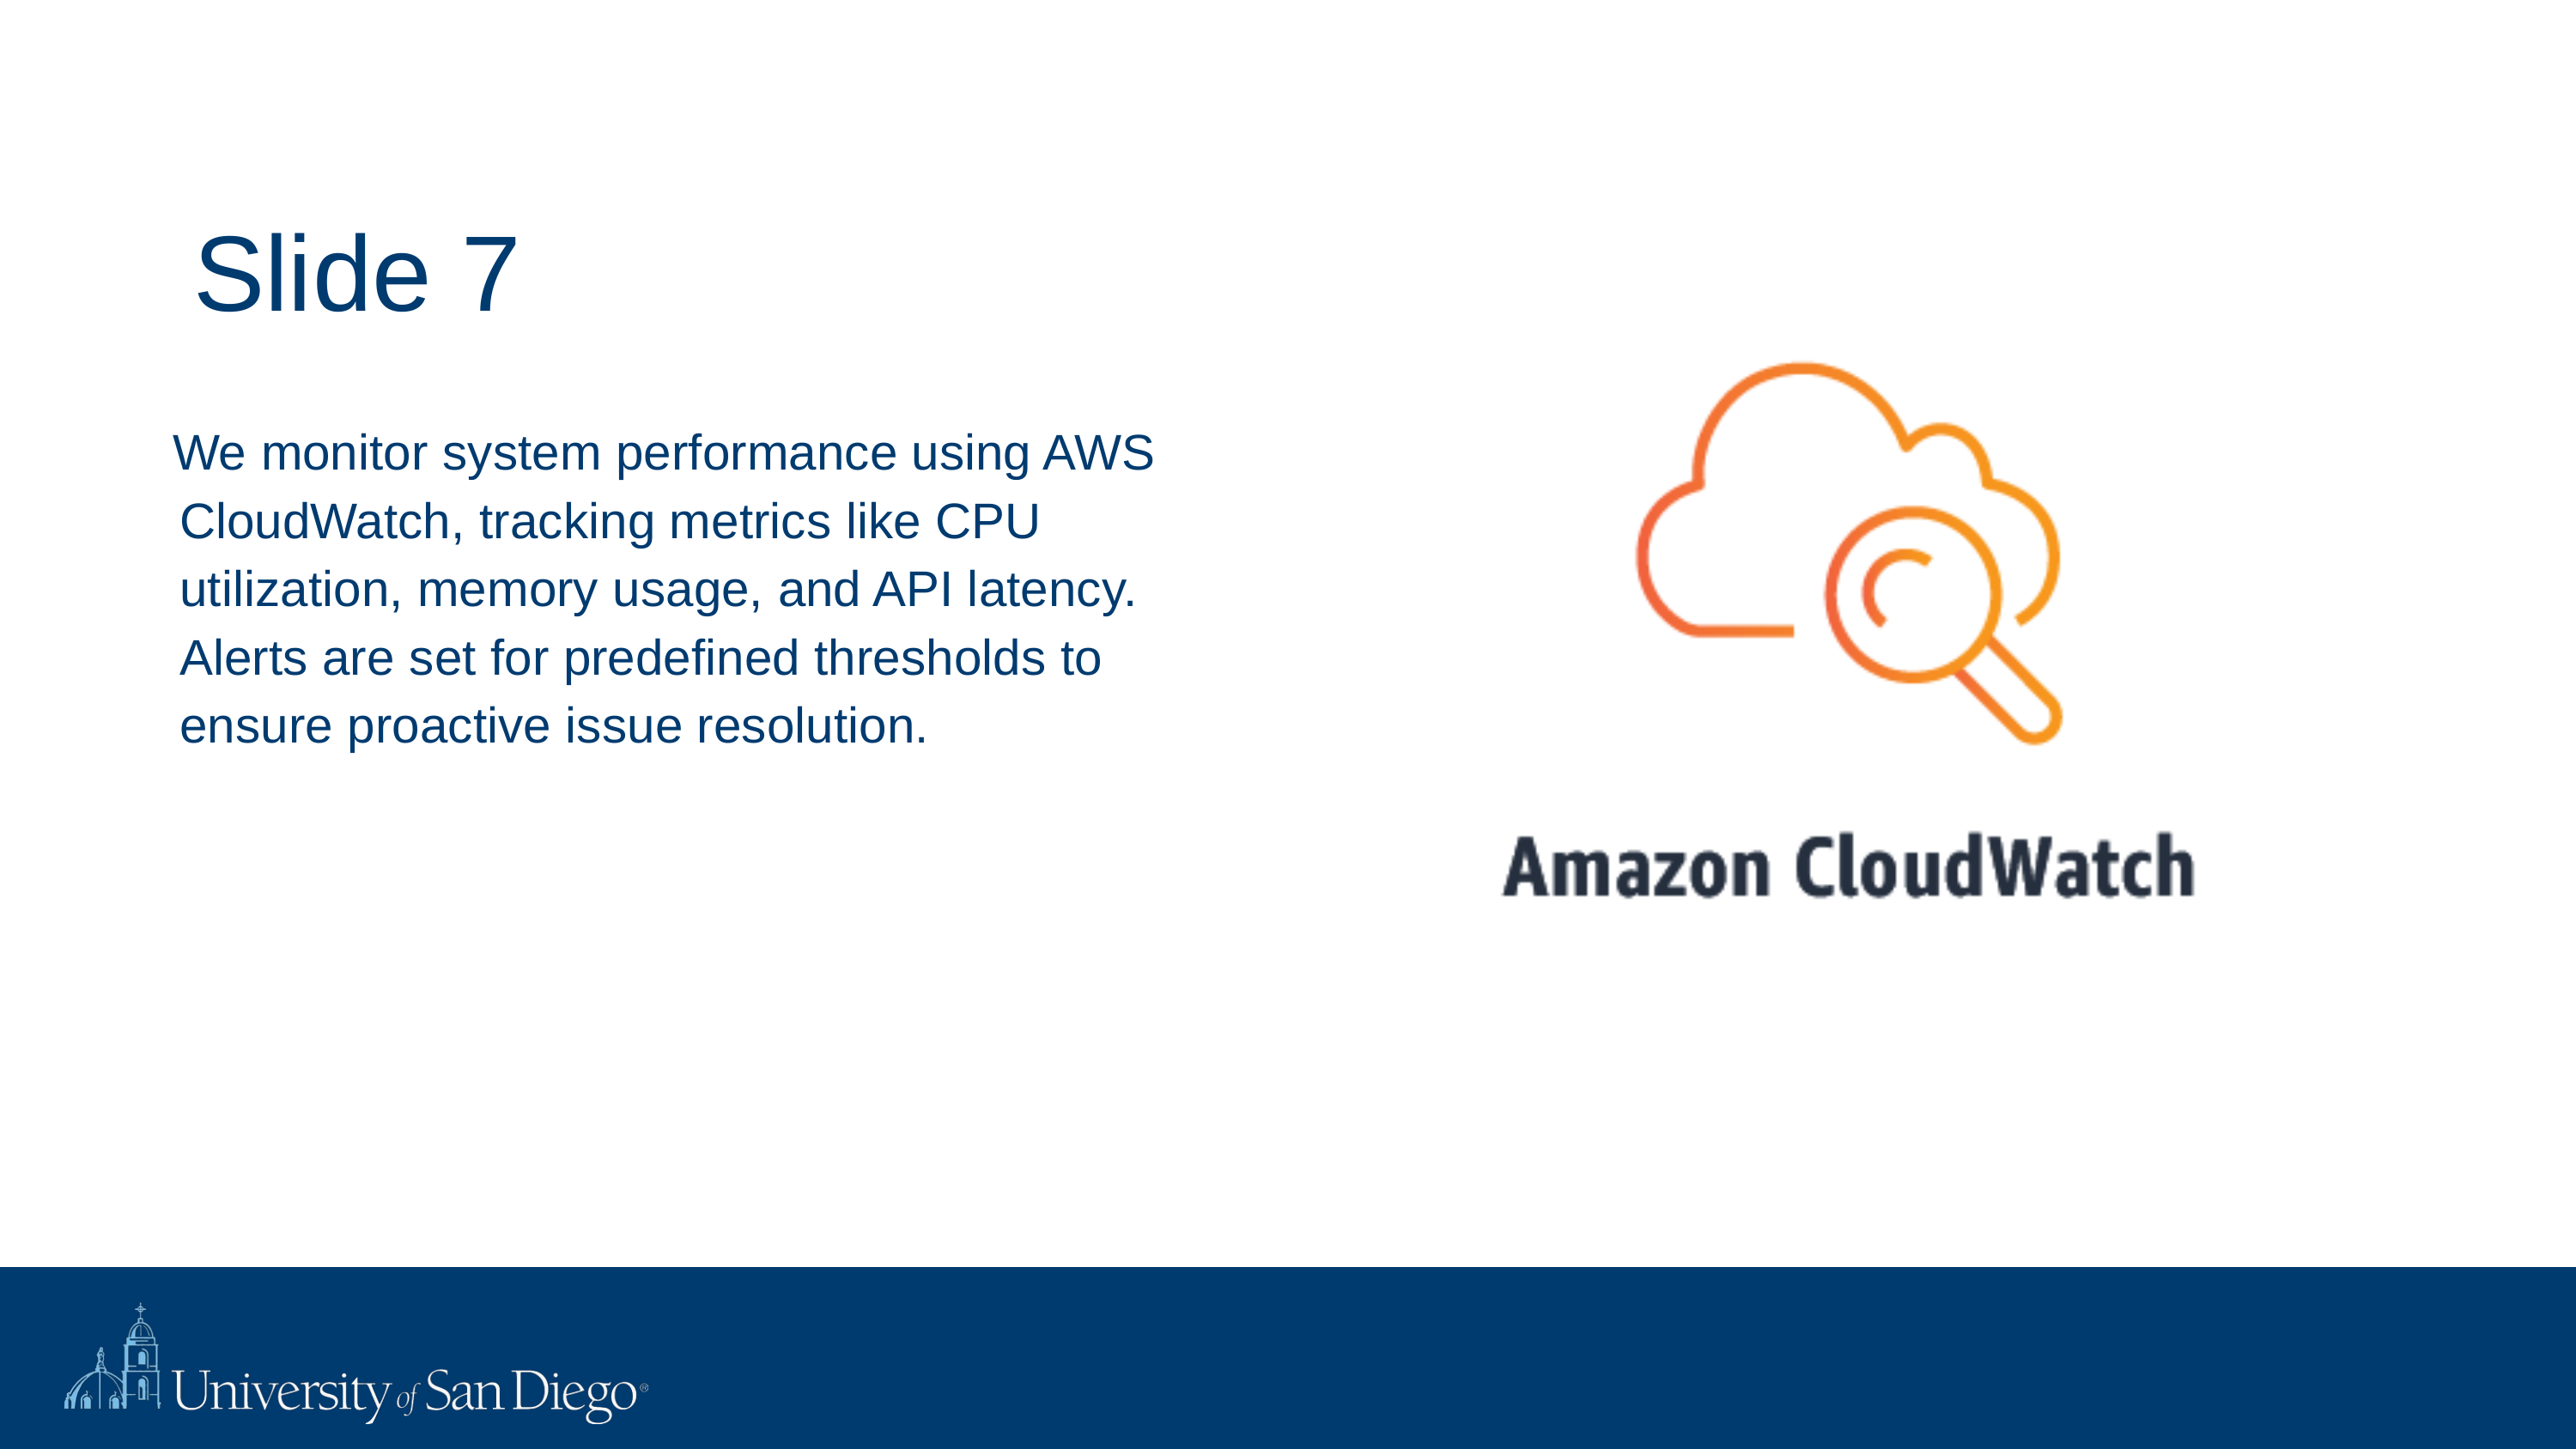 Slide 7
We monitor system performance using AWS
CloudWatch, tracking metrics like CPU
utilization, memory usage, and API latency.
Alerts are set for predefined thresholds to
ensure proactive issue resolution.
Amazon CloudWatch
University of San Diego®